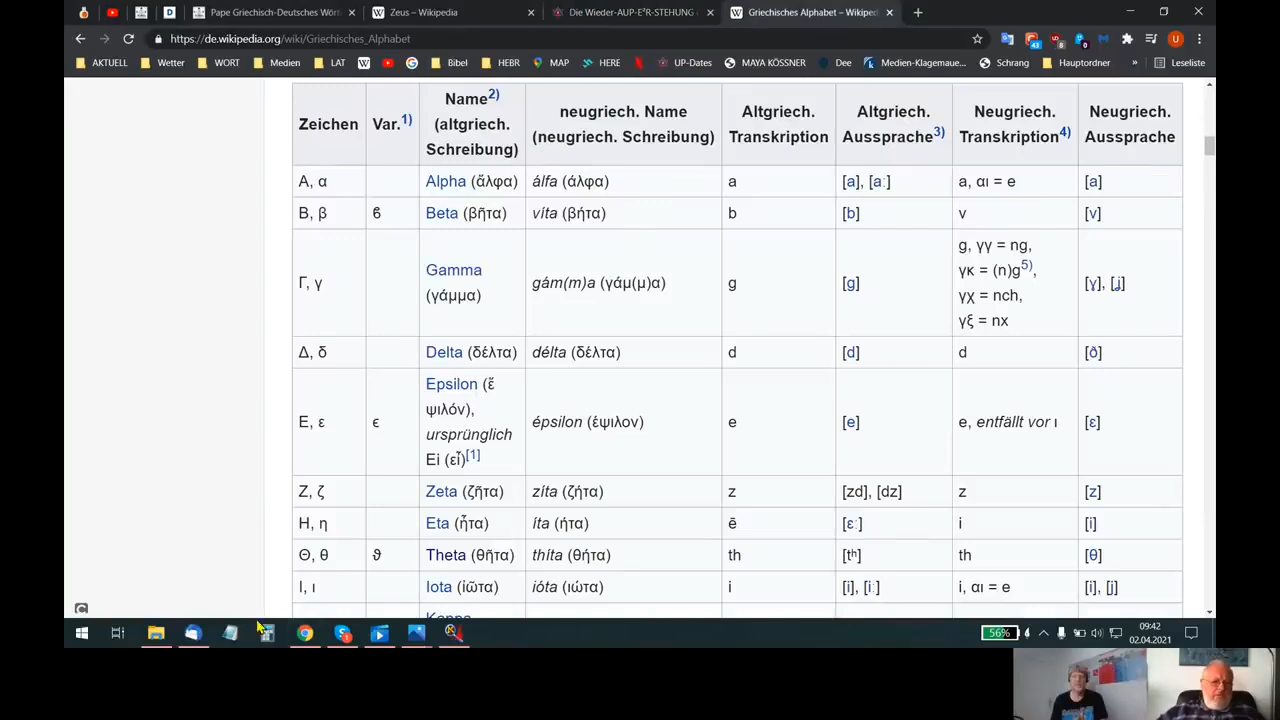 Pape Griechisch-Deutsches Wört
Zeus – Wikipedia
Die Wieder-AUP-E²R-STEHUNG
Griechisches Alphabet – Wikiped
https://de.wikipedia.org/wiki/Griechisches_Alphabet
AKTUELL Wetter WORT Medien LAT Bibel HEBR MAP HERE UP-Dates MAYA KÖSSNER Dee Medien-Klagemaue... Schrang Hauptordner Leseliste
Zeichen Var.1) Name2) (altgriech. Schreibung) neugriech. Name (neugriech. Schreibung) Altgriech. Transkription Altgriech. Aussprache3) Neugriech. Transkription4) Neugriech. Aussprache
Α, α Alpha (ἄλφα) álfa (άλφα) a [a], [aː] a, αι = e [a]
Β, β ϐ Beta (βῆτα) víta (βήτα) b [b] v [v]
Γ, γ Gamma (γάμμα) gám(m)a (γάμ(μ)α) g [g] g, γγ = ng, γκ = (n)g5), γχ = nch, γξ = nx [ɣ], [ʝ]
Δ, δ Delta (δέλτα) délta (δέλτα) d [d] d [ð]
Ε, ε ϵ Epsilon (ἔ ψιλόν), ursprünglich Ei (εἶ)[1] épsilon (έψιλον) e [e] e, entfällt vor ι [ɛ]
Ζ, ζ Zeta (ζῆτα) zíta (ζήτα) z [zd], [dz] z [z]
Η, η Eta (ἦτα) íta (ήτα) ē [ɛː] i [i]
Θ, θ ϑ Theta (θῆτα) thíta (θήτα) th [tʰ] th [θ]
Ι, ι Iota (ἰῶτα) ióta (ιώτα) i [i], [iː] i, αι = e [i], [j]
Kappa
56%
09:42
02.04.2021